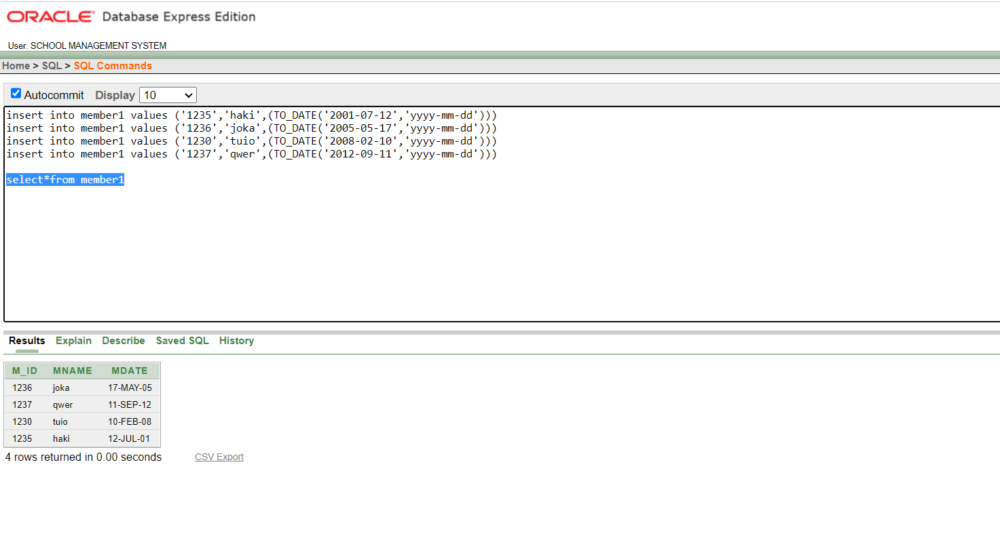 ORACLE Database Express Edition
User: SCHOOL MANAGEMENT SYSTEM
Home > SQL > SQL Commands
Autocommit Display 10
insert into member1 values ('1235','haki',(TO_DATE('2001-07-12','yyyy-mm-dd')))
insert into member1 values ('1236','joka',(TO_DATE('2005-05-17','yyyy-mm-dd')))
insert into member1 values ('1230','tuio',(TO_DATE('2008-02-10','yyyy-mm-dd')))
insert into member1 values ('1237','qwer',(TO_DATE('2012-09-11','yyyy-mm-dd')))
select*from member1
Results Explain Describe Saved SQL History
M_ID MNAME MDATE
1236 joka 17-MAY-05
1237 qwer 11-SEP-12
1230 tuio 10-FEB-08
1235 haki 12-JUL-01
4 rows returned in 0.00 seconds CSV Export